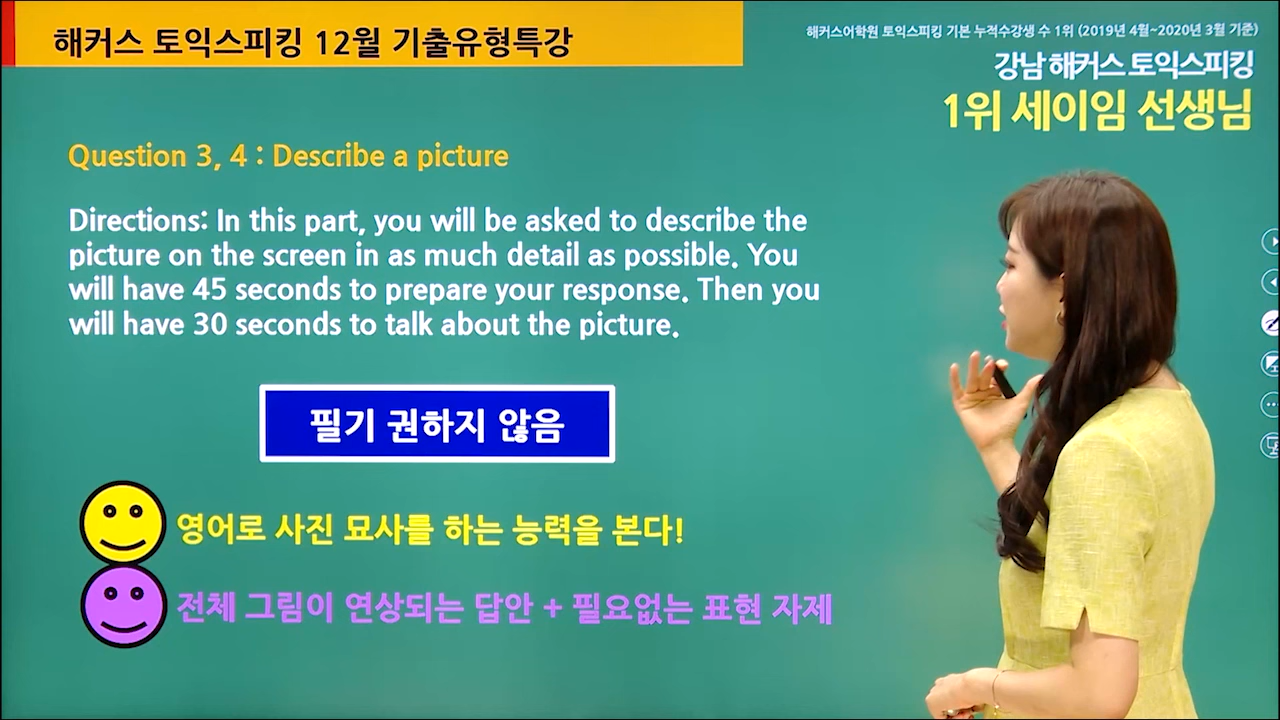 해커스 토익스피킹 12월 기출유형특강
해커스어학원 토익스피킹 기본 누적수강생 수 1위 (2019년 4월~2020년 3월 기준)
강남 해커스 토익스피킹
1위 세이임 선생님
Question 3, 4 : Describe a picture
Directions: In this part, you will be asked to describe the
picture on the screen in as much detail as possible. You
will have 45 seconds to prepare your response. Then you
will have 30 seconds to talk about the picture.
필기 권하지 않음
영어로 사진 묘사를 하는 능력을 본다!
전체 그림이 연상되는 답안 + 필요없는 표현 자제